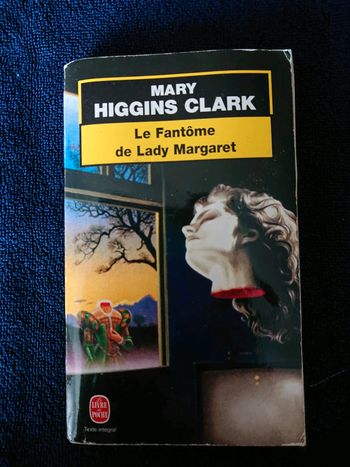 MARY
HIGGINS CLARK
Le Fantôme
de Lady Margaret
LE LIVRE
DE POCHE
Texte intégral